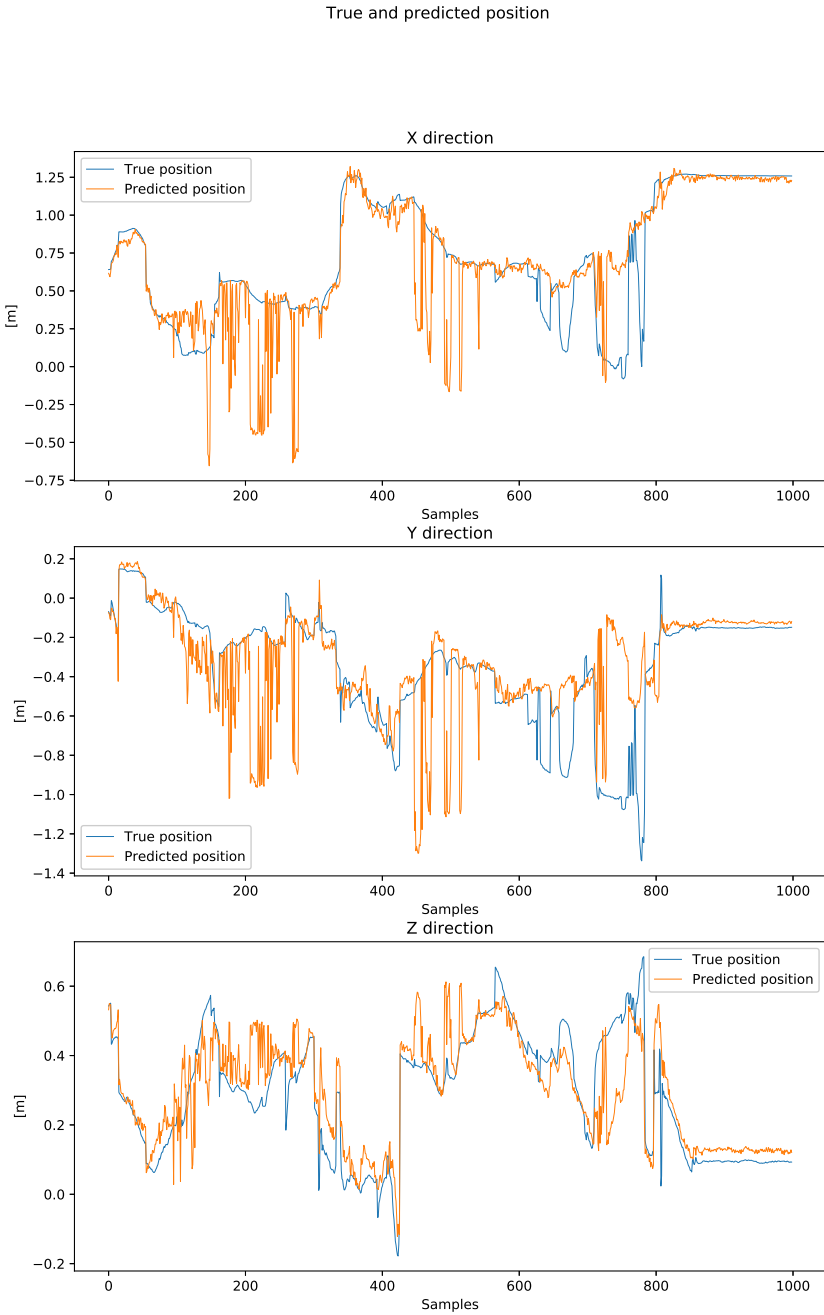 True and predicted position
X direction
True position
Predicted position
1.25
1.00
0.75
0.50
0.25
0.00
−0.25
−0.50
−0.75
[m]
0 200 400 600 800 1000
Samples
Y direction
0.2
0.0
−0.2
−0.4
−0.6
−0.8
−1.0
−1.2
−1.4
[m]
True position
Predicted position
0 200 400 600 800 1000
Samples
Z direction
True position
Predicted position
0.6
0.4
0.2
0.0
−0.2
[m]
0 200 400 600 800 1000
Samples